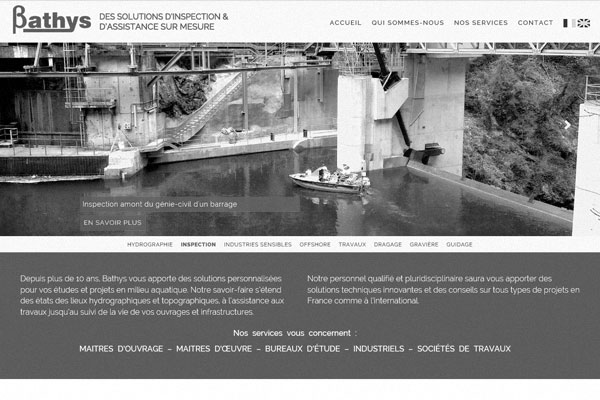 Bathys
DES SOLUTIONS D'INSPECTION &
D'ASSISTANCE SUR MESURE
ACCUEIL QUI SOMMES-NOUS NOS SERVICES CONTACT
Inspection amont du génie-civil d'un barrage
EN SAVOIR PLUS
HYDROGRAPHIE INSPECTION INDUSTRIES SENSIBLES OFFSHORE TRAVAUX DRAGAGE GRAVIÈRE GUIDAGE
Depuis plus de 10 ans, Bathys vous apporte des solutions personnalisées
pour vos études et projets en milieu aquatique. Notre savoir-faire s'étend
des états des lieux hydrographiques et topographiques, à l'assistance aux
travaux jusqu'au suivi de la vie de vos ouvrages et infrastructures.
Notre personnel qualifié et pluridisciplinaire saura vous apporter des
solutions techniques innovantes et des conseils sur tous types de projets en
France comme à l'international.
Nos services vous concernent :
MAITRES D'OUVRAGE – MAITRES D'ŒUVRE – BUREAUX D'ÉTUDE – INDUSTRIELS – SOCIÉTÉS DE TRAVAUX